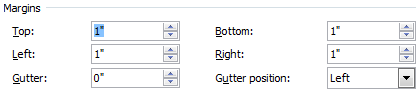 Margins
Top: 1" Bottom: 1"
Left: 1" Right: 1"
Gutter: 0" Gutter position: Left